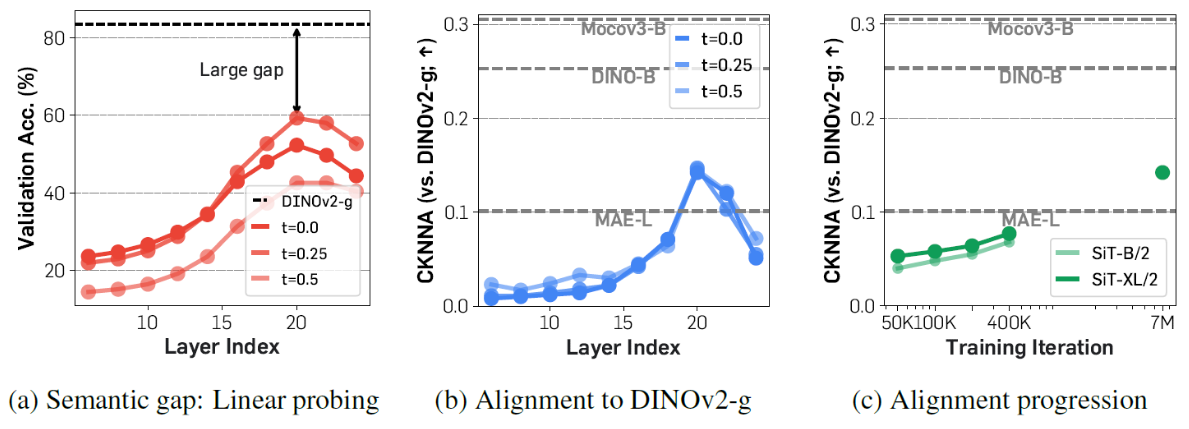 Validation Acc. (%)
80
60
40
20
Large gap
DINOv2-g
t=0.0
t=0.25
t=0.5
10
15
20
Layer Index
(a) Semantic gap: Linear probing
CKNNA (vs. DINOv2-g; ↑)
0.3
0.2
0.1
0.0
Mocov3-B
DINO-B
MAE-L
t=0.0
t=0.25
t=0.5
10
15
20
Layer Index
(b) Alignment to DINOv2-g
CKNNA (vs. DINOv2-g; ↑)
0.3
0.2
0.1
0.0
Mocov3-B
DINO-B
MAE-L
SiT-B/2
SiT-XL/2
50K
100K
400K
7M
Training Iteration
(c) Alignment progression